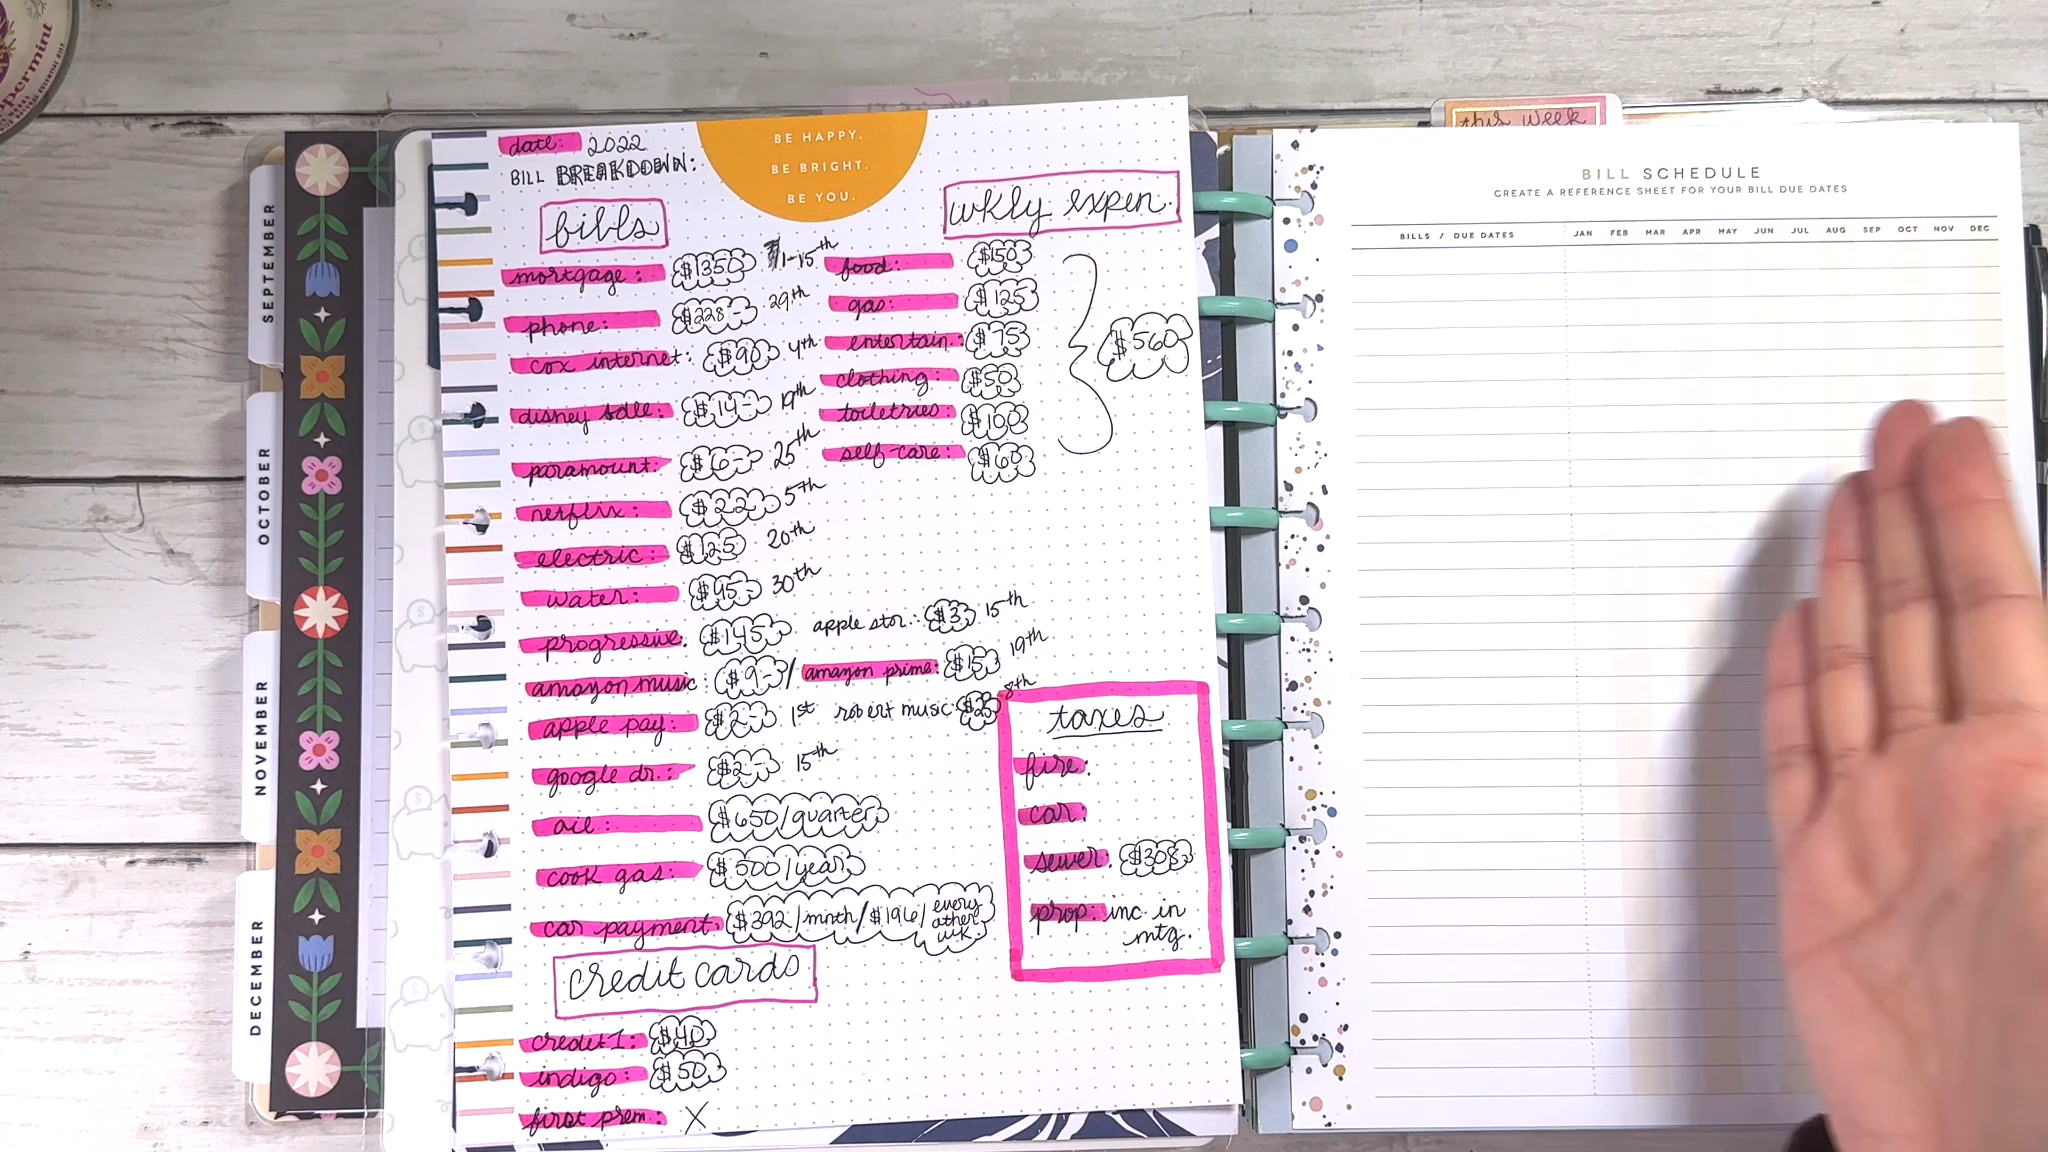 peppermint
SEPTEMBER
OCTOBER
NOVEMBER
DECEMBER
date: 2022
BILL BREAKDOWN:
BE HAPPY.
BE BRIGHT.
BE YOU.
bills
mortgage: $1350 1-15th
phone: $228- 29th
cox internet: $90 4th
disney bdle: $14- 19th
paramount: $6- 25th
netflix: $22- 5th
electric: $125 20th
water: $95- 30th
progressive: $145 apple stor.: $3 15th
amazon music: $9-/ amazon prime: $15 19th
apple pay: $2- 1st robert music 8th
google dr.: $2- 15th
oil: $650/quarter
cook gas: $500/year
car payment: $392/month/$196/every other wk.
wkly expen.
food: $150
gas: $125
entertain.: $75
clothing: $50
toiletries: $100
self-care: $60
$560
taxes
fire:
car:
sewer: $308
prop: inc. in
mtg.
credit cards
credit 1: $40
indigo: $50
first prem.: X
this week
BILL SCHEDULE
CREATE A REFERENCE SHEET FOR YOUR BILL DUE DATES
BILLS / DUE DATES JAN FEB MAR APR MAY JUN JUL AUG SEP OCT NOV DEC